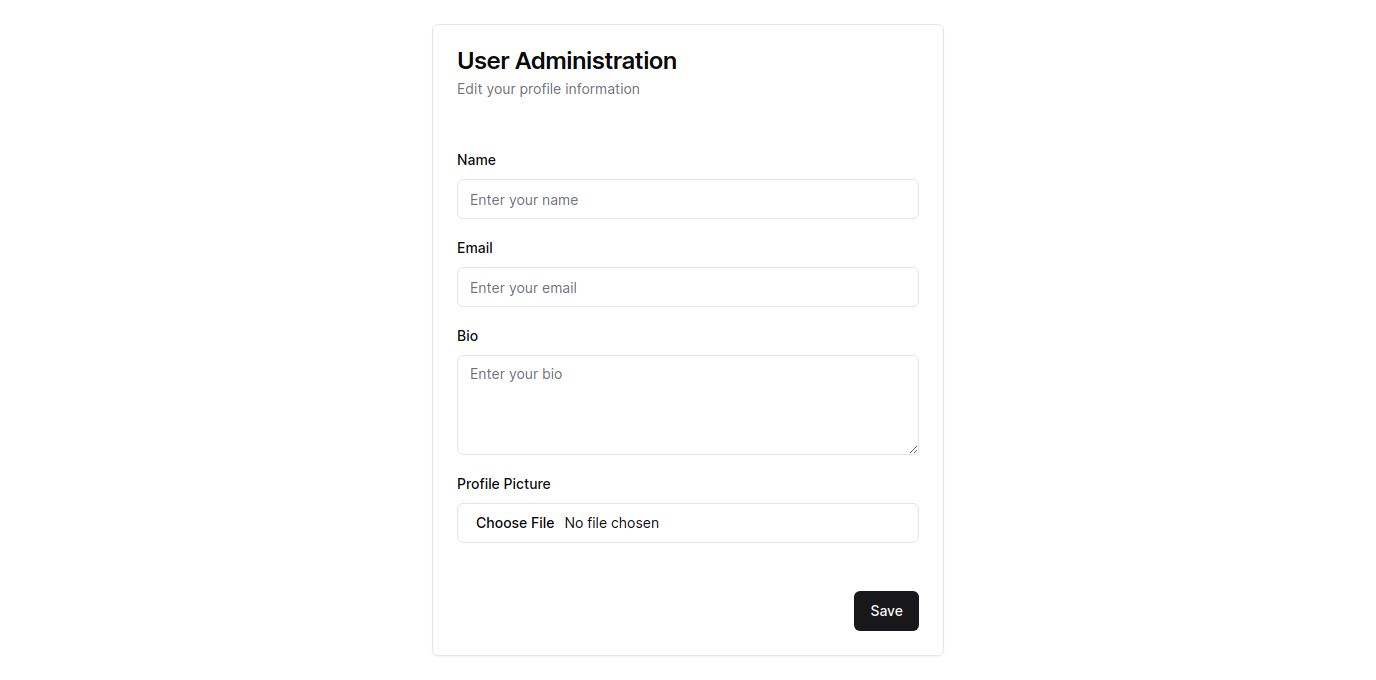 User Administration
Edit your profile information
Name
Enter your name
Email
Enter your email
Bio
Enter your bio
Profile Picture
Choose File No file chosen
Save